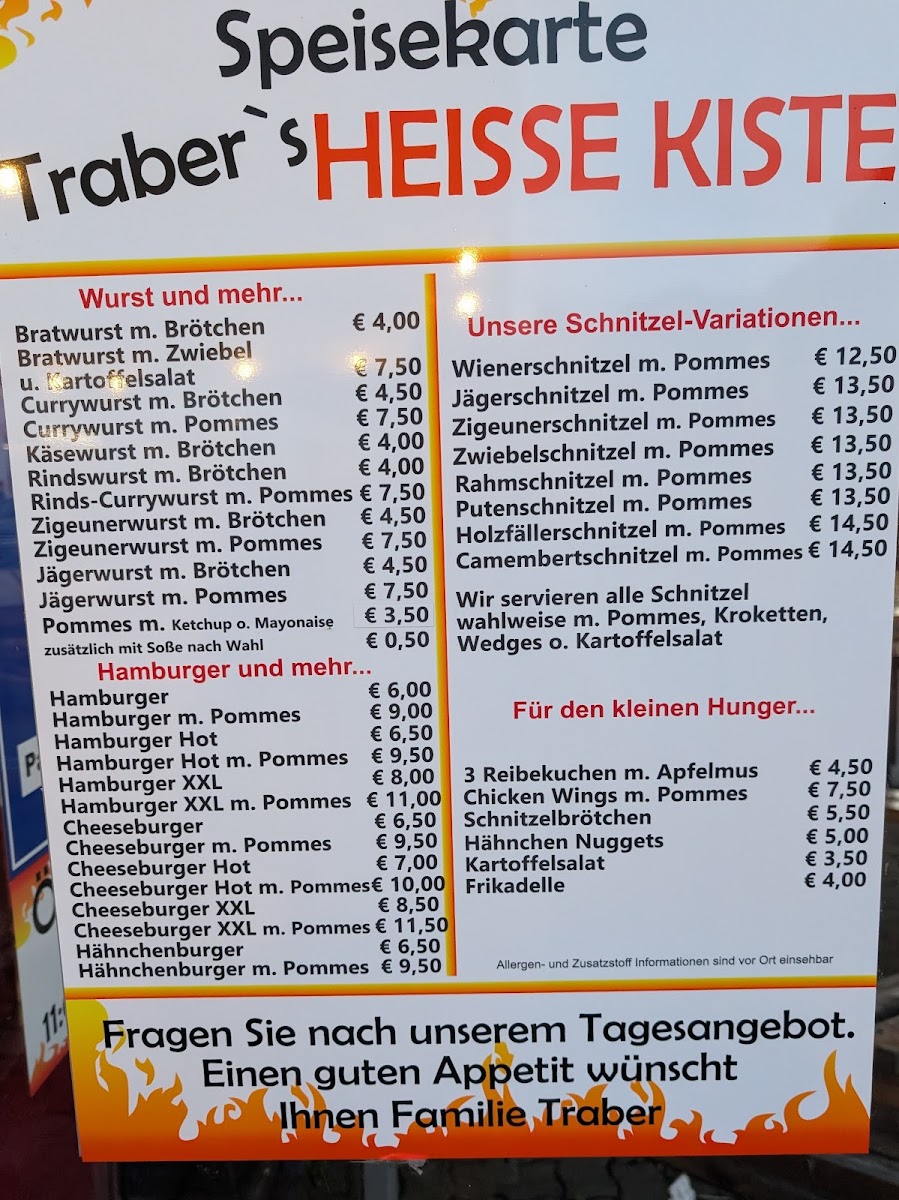 Speisekarte
Traber`s HEISSE KISTE
Wurst und mehr...
Bratwurst m. Brötchen € 4,00
Bratwurst m. Zwiebel
u. Kartoffelsalat € 7,50
Currywurst m. Brötchen € 4,50
Currywurst m. Pommes € 7,50
Käsewurst m. Brötchen € 4,00
Rindswurst m. Brötchen € 4,00
Rinds-Currywurst m. Pommes € 7,50
Zigeunerwurst m. Brötchen € 4,50
Zigeunerwurst m. Pommes € 7,50
Jägerwurst m. Brötchen € 4,50
Jägerwurst m. Pommes € 7,50
Pommes m. Ketchup o. Mayonaise € 3,50
zusätzlich mit Soße nach Wahl € 0,50
Hamburger und mehr...
Hamburger € 6,00
Hamburger m. Pommes € 9,00
Hamburger Hot € 6,50
Hamburger Hot m. Pommes € 9,50
Hamburger XXL € 8,00
Hamburger XXL m. Pommes € 11,00
Cheeseburger € 6,50
Cheeseburger m. Pommes € 9,50
Cheeseburger Hot € 7,00
Cheeseburger Hot m. Pommes € 10,00
Cheeseburger XXL € 8,50
Cheeseburger XXL m. Pommes € 11,50
Hähnchenburger € 6,50
Hähnchenburger m. Pommes € 9,50
Unsere Schnitzel-Variationen...
Wienerschnitzel m. Pommes € 12,50
Jägerschnitzel m. Pommes € 13,50
Zigeunerschnitzel m. Pommes € 13,50
Zwiebelschnitzel m. Pommes € 13,50
Rahmschnitzel m. Pommes € 13,50
Putenschnitzel m. Pommes € 13,50
Holzfällerschnitzel m. Pommes € 14,50
Camembertschnitzel m. Pommes € 14,50
Wir servieren alle Schnitzel
wahlweise m. Pommes, Kroketten,
Wedges o. Kartoffelsalat
Für den kleinen Hunger...
3 Reibekuchen m. Apfelmus € 4,50
Chicken Wings m. Pommes € 7,50
Schnitzelbrötchen € 5,50
Hähnchen Nuggets € 5,00
Kartoffelsalat € 3,50
Frikadelle € 4,00
Allergen- und Zusatzstoff Informationen sind vor Ort einsehbar
Fragen Sie nach unserem Tagesangebot.
Einen guten Appetit wünscht
Ihnen Familie Traber